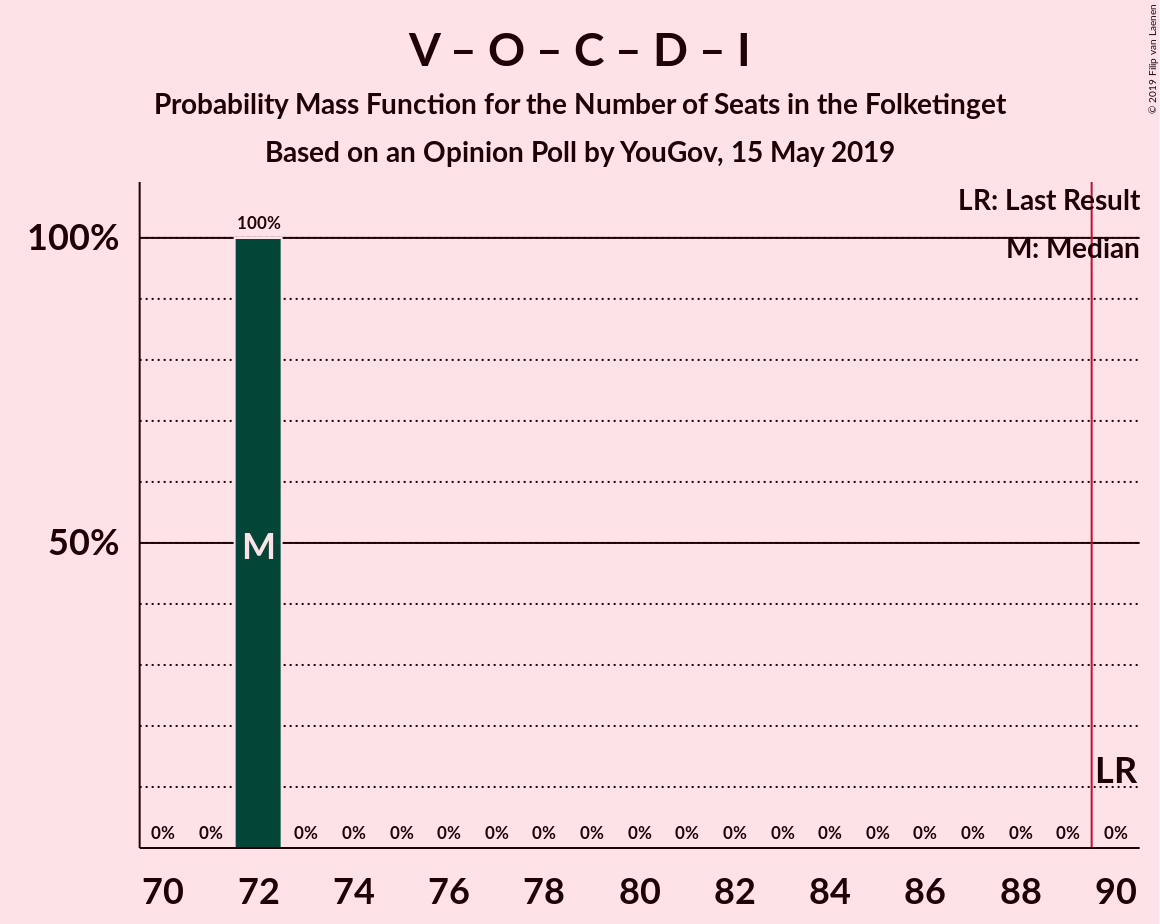 V – O – C – D – I
Probability Mass Function for the Number of Seats in the Folketinget
Based on an Opinion Poll by YouGov, 15 May 2019
© 2019 Filip van Laenen
LR: Last Result
M: Median
100%
100%
50%
M
LR
0% 0% 0% 0% 0% 0% 0% 0% 0% 0% 0% 0% 0% 0% 0% 0% 0% 0% 0% 0%
70 72 74 76 78 80 82 84 86 88 90